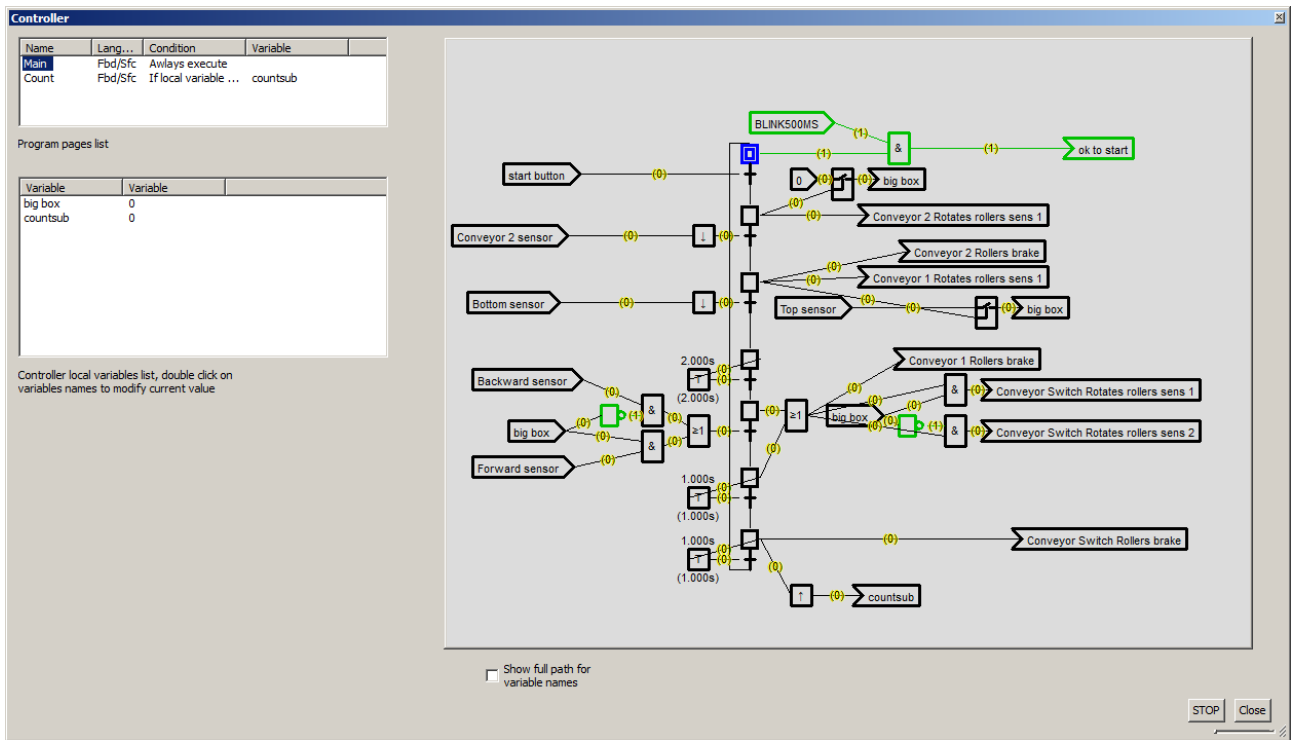 Controller
Name Lang... Condition Variable
Main Fbd/Sfc Awlays execute
Count Fbd/Sfc If local variable ... countsub
Program pages list
Variable Variable
big box 0
countsub 0
Controller local variables list, double click on
variables names to modify current value
BLINK500MS
(1)
&
(1)
(1)
ok to start
start button
(0)
0
(0)
(0)
big box
(0)
(0)
Conveyor 2 Rotates rollers sens 1
Conveyor 2 sensor
(0)
↓
(0)
Conveyor 2 Rollers brake
(0)
(0)
Conveyor 1 Rotates rollers sens 1
Bottom sensor
(0)
↓
(0)
Top sensor
(0)
(0)
(0)
big box
2.000s
(0)
T
(0)
(2.000s)
Conveyor 1 Rollers brake
Backward sensor
(0)
(0)
(0)
(0)
&
(0)
Conveyor Switch Rotates rollers sens 1
big box
(0)
(1)
&
(0)
≥1
(0)
(0)
≥1
big box
(0)
(0)
(1)
&
(0)
Conveyor Switch Rotates rollers sens 2
(0)
&
(0)
Forward sensor
(0)
(0)
1.000s
(0)
T
(0)
(1.000s)
1.000s
(0)
T
(0)
(1.000s)
(0)
Conveyor Switch Rollers brake
(0)
↑
(0)
countsub
Show full path for
variable names
STOP Close